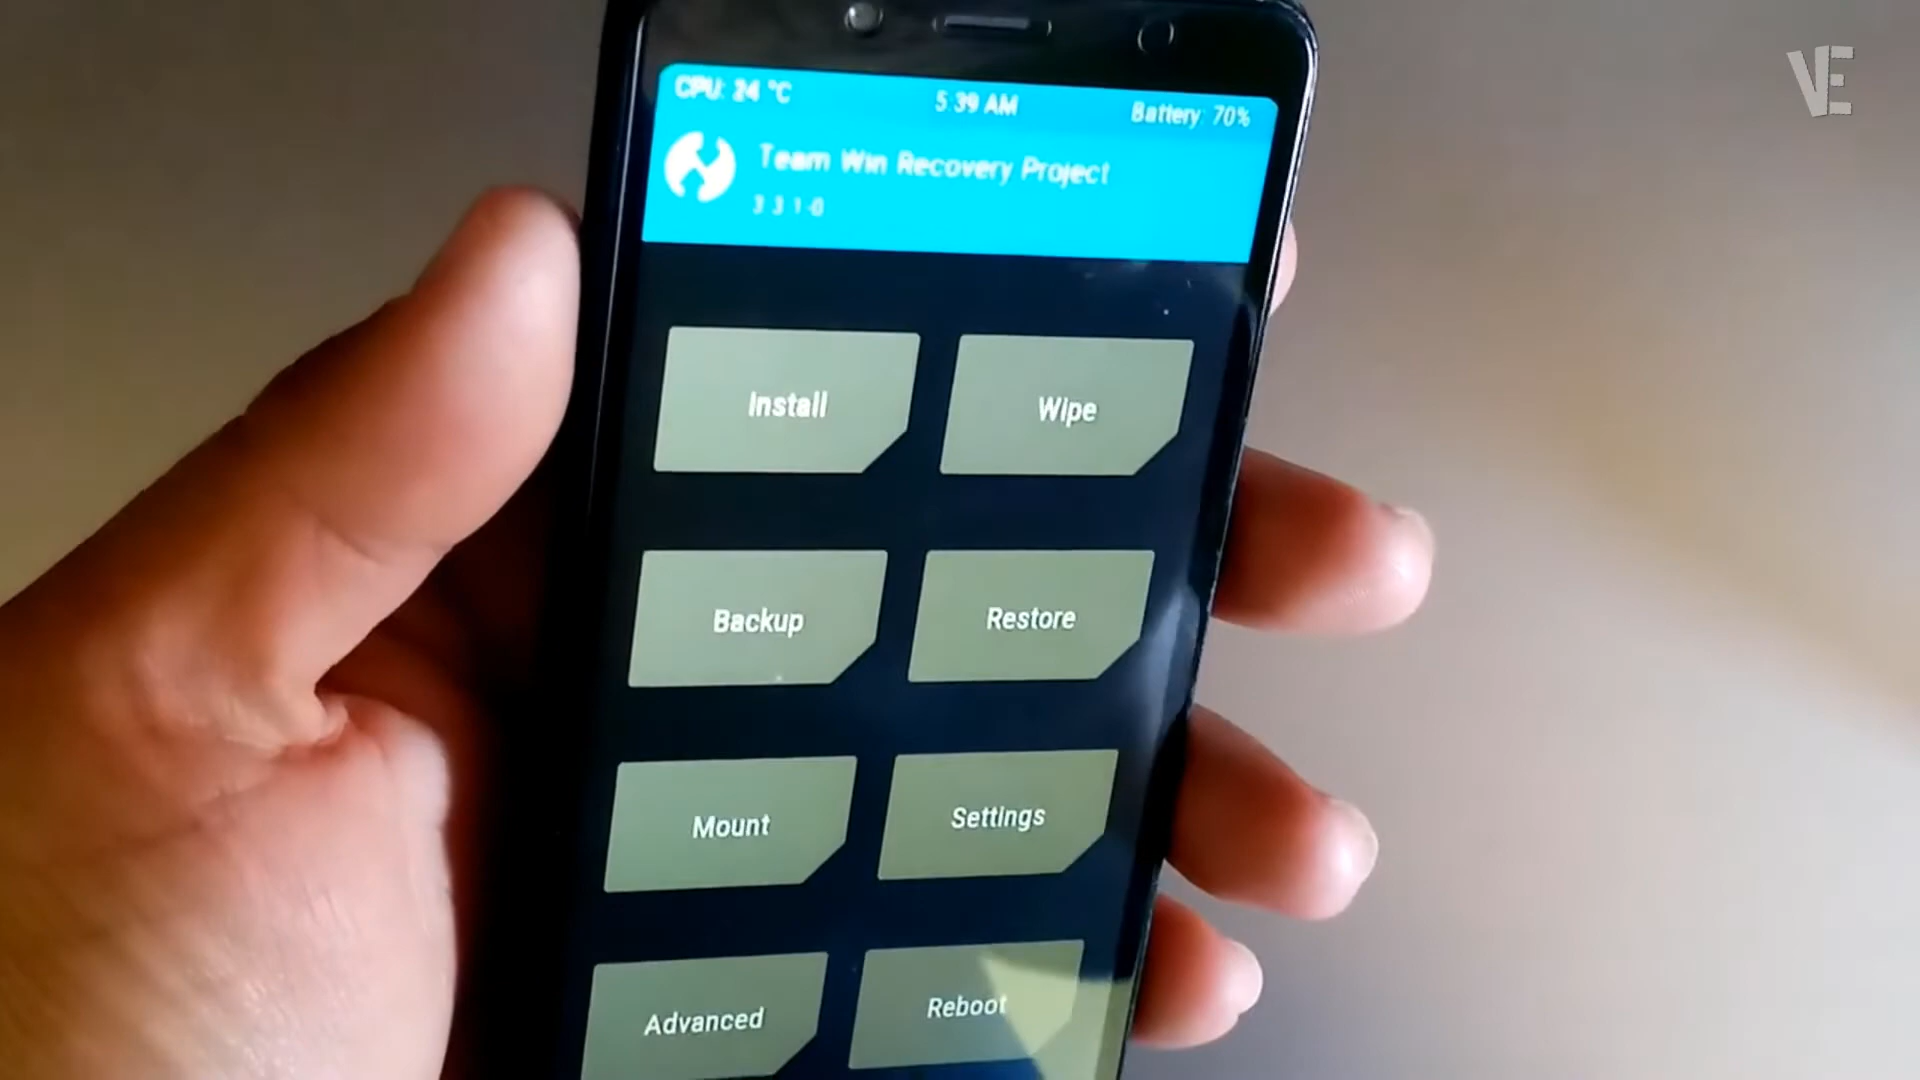 VE
CPU: 24 °C 5:39 AM Battery: 70%
Team Win Recovery Project
3.3.1-0
Install Wipe
Backup Restore
Mount Settings
Advanced Reboot